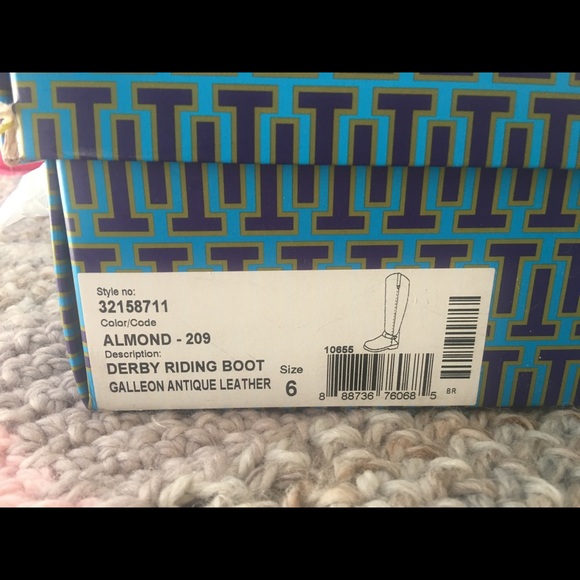 Style no:
32158711
Color/Code
ALMOND - 209
Description:
DERBY RIDING BOOT
GALLEON ANTIQUE LEATHER
Size
6
10655
8 88736 76068 5
BR